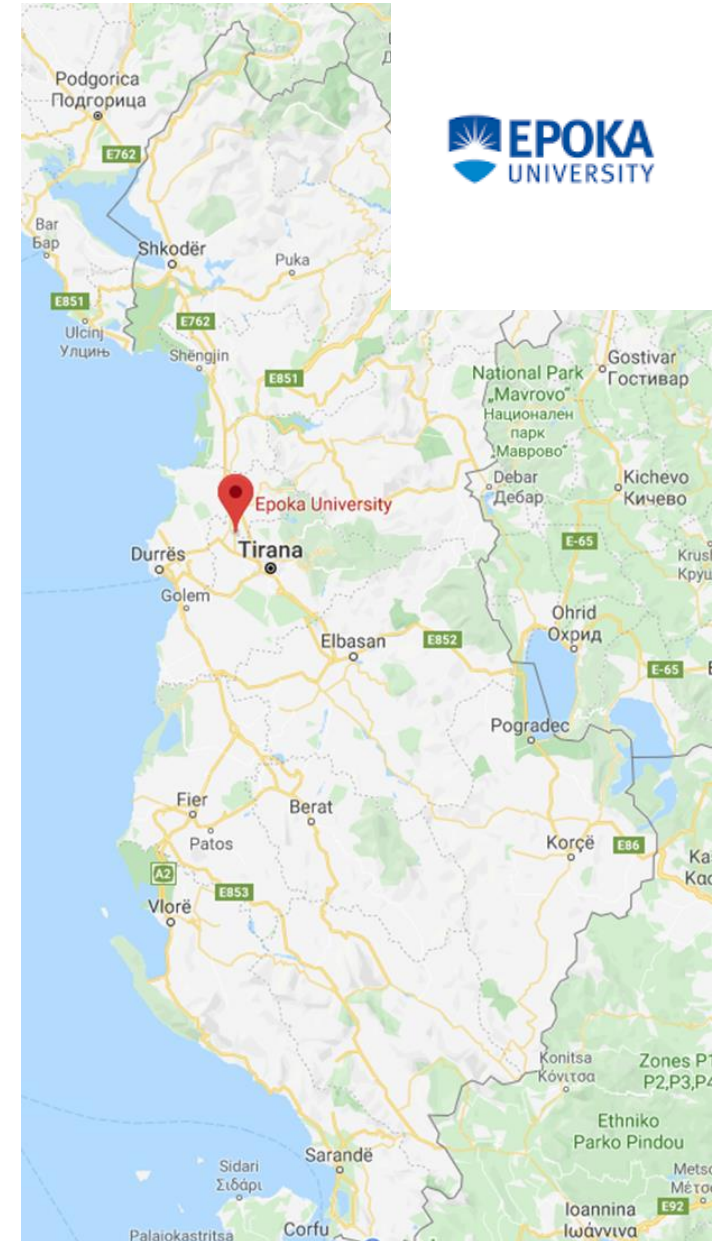 Podgorica
Подгорица
EPOKA
UNIVERSITY
E762
Bar
Бар
Shkodër
Puka
E851
Ulcinj
Улцињ
E762
Shëngjin
E851
Gostivar
Гостивар
National Park
„Mavrovo“
Национален
парк
„Маврово“
Debar
Дебар
Kichevo
Кичево
Epoka University
E-65
Durrës
Tirana
Golem
Ohrid
Охрид
Elbasan
E852
E-65
Pogradec
Fier
Berat
Patos
Korçë
E86
A2
E853
Vlorë
Konitsa
Κόνιτσα
Zones P1
P2,P3,P4
Ethniko
Parko Pindou
Sarandë
Sidari
Σιδάρι
Ioannina
Ιωάννινα
E92
Palaiokastritsa
Corfu